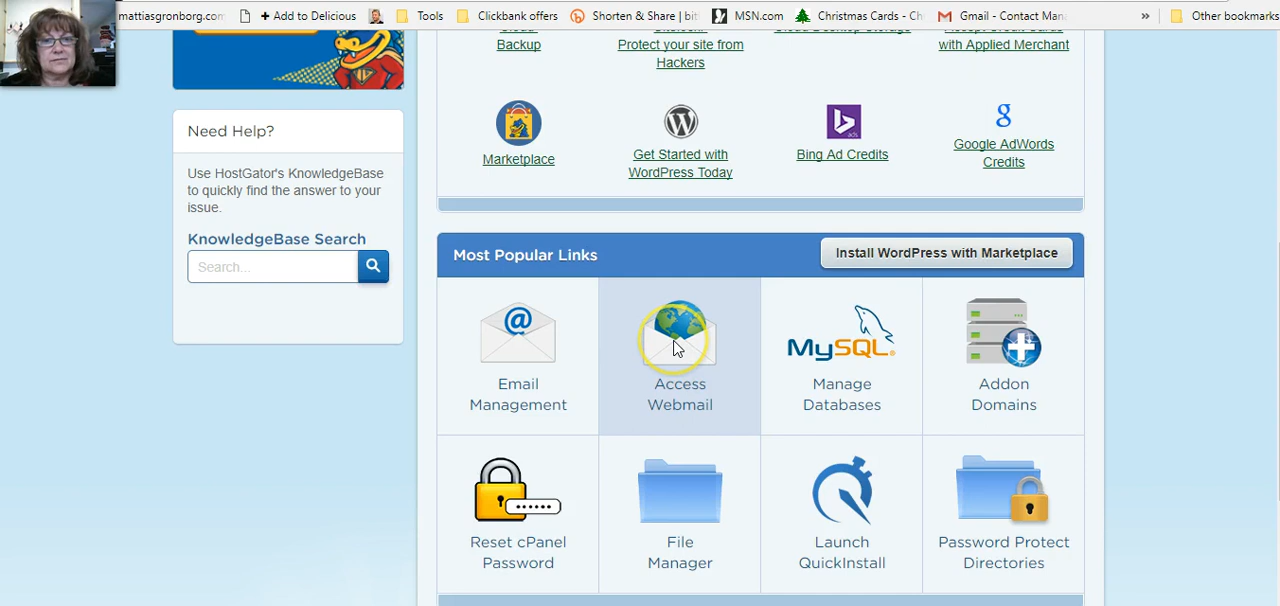 mattiasgronborg.com
+ Add to Delicious
Tools
Clickbank offers
Shorten & Share | bit
MSN.com
Christmas Cards - Ch
Gmail - Contact Man
»
Other bookmarks
Backup
Protect your site from
Hackers
with Applied Merchant
Marketplace
Get Started with
WordPress Today
Bing Ad Credits
Google AdWords
Credits
Need Help?
Use HostGator's KnowledgeBase
to quickly find the answer to your
issue.
KnowledgeBase Search
Search...
Most Popular Links
Install WordPress with Marketplace
Email
Management
Access
Webmail
MySQL
Manage
Databases
Addon
Domains
Reset cPanel
Password
File
Manager
Launch
QuickInstall
Password Protect
Directories